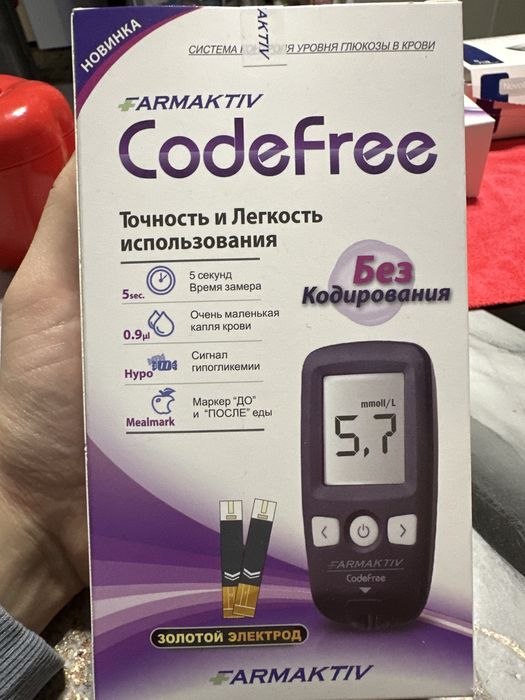 НОВИНКА
AKTIV
СИСТЕМА УРОВНЯ ГЛЮКОЗЫ В КРОВИ
FARMAKTIV
CodeFree
Точность и Легкость
использования
Без
Кодирования
5sec.
5 секунд
Время замера
0.9µl
Очень маленькая
капля крови
Hypo
Сигнал
гипогликемии
Mealmark
Маркер "ДО"
и "ПОСЛЕ" еды
mmoll/L
5,7
FARMAKTIV
CodeFree
ЗОЛОТОЙ ЭЛЕКТРОД
FARMAKTIV